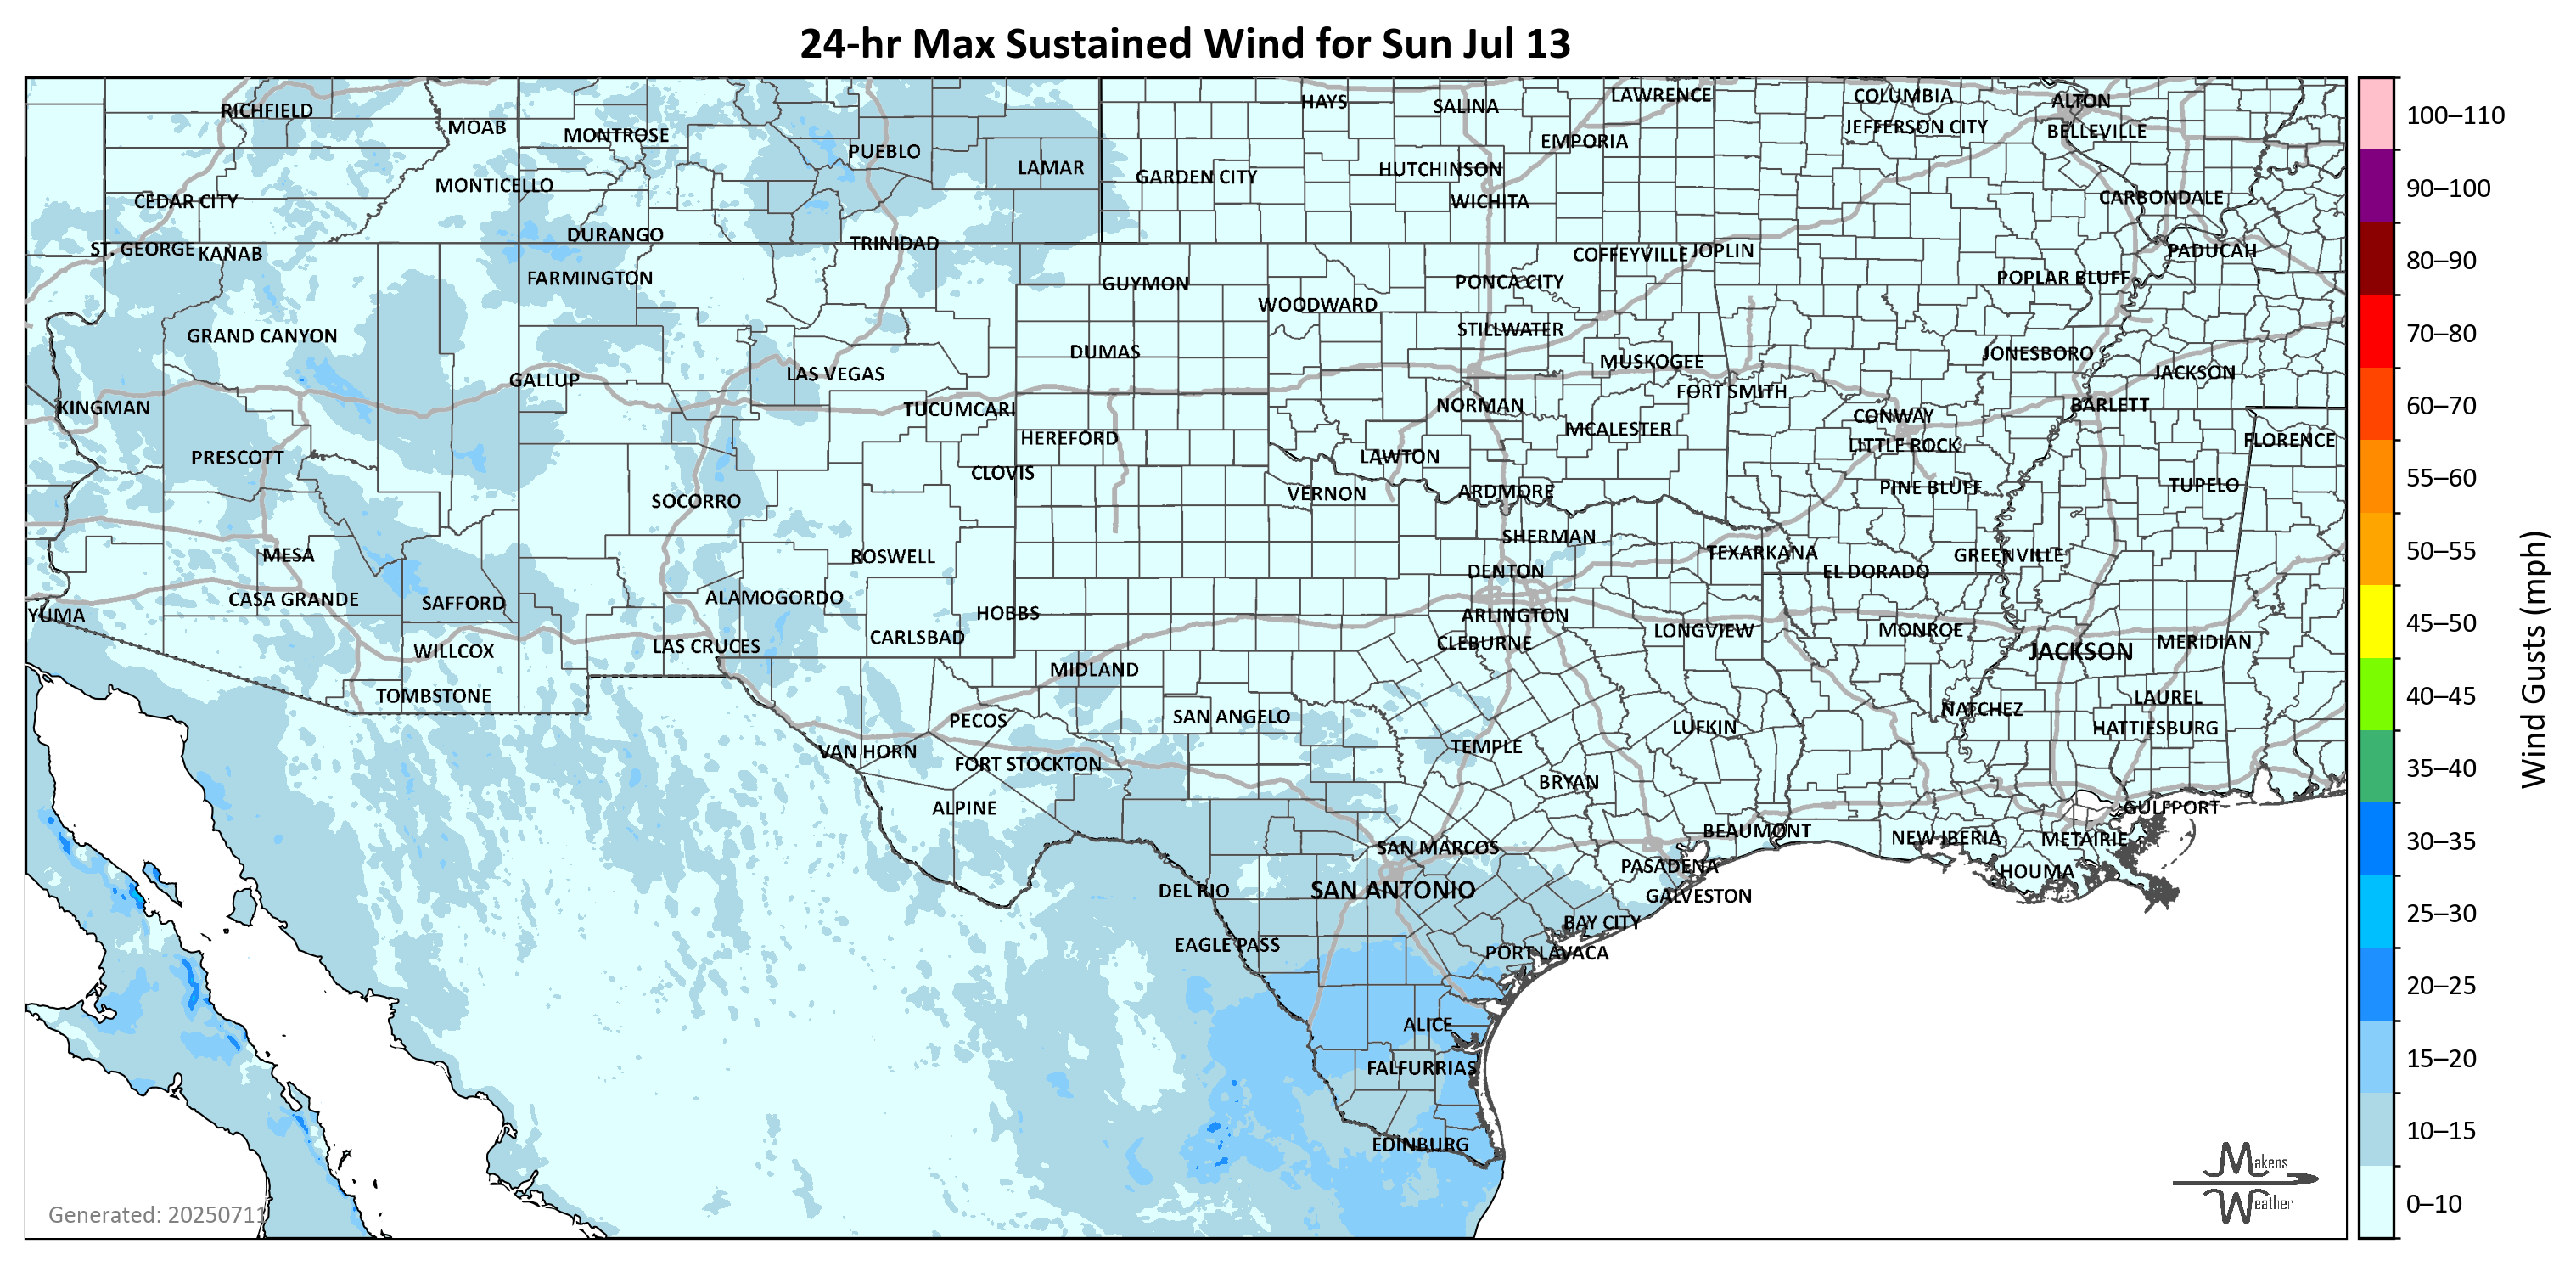 24-hr Max Sustained Wind for Sun Jul 13
RICHFIELD
MOAB
MONTROSE
PUEBLO
LAMAR
HAYS
SALINA
LAWRENCE
COLUMBIA
ALTON
JEFFERSON CITY
BELLEVILLE
EMPORIA
GARDEN CITY
HUTCHINSON
WICHITA
MONTICELLO
CEDAR CITY
CARBONDALE
ST. GEORGE
KANAB
DURANGO
TRINIDAD
COFFEYVILLE
JOPLIN
PADUCAH
FARMINGTON
GUYMON
PONCA CITY
POPLAR BLUFF
WOODWARD
GRAND CANYON
STILLWATER
DUMAS
MUSKOGEE
JONESBORO
JACKSON
GALLUP
LAS VEGAS
FORT SMITH
KINGMAN
TUCUMCARI
NORMAN
CONWAY
BARLETT
HEREFORD
MCALESTER
LITTLE ROCK
FLORENCE
PRESCOTT
CLOVIS
LAWTON
SOCORRO
VERNON
ARDMORE
PINE BLUFF
TUPELO
SHERMAN
MESA
ROSWELL
TEXARKANA
GREENVILLE
DENTON
EL DORADO
CASA GRANDE
SAFFORD
ALAMOGORDO
HOBBS
ARLINGTON
YUMA
WILLCOX
LAS CRUCES
CARLSBAD
CLEBURNE
LONGVIEW
MONROE
JACKSON
MERIDIAN
TOMBSTONE
MIDLAND
LAUREL
PECOS
SAN ANGELO
NATCHEZ
HATTIESBURG
VAN HORN
FORT STOCKTON
TEMPLE
LUFKIN
BRYAN
ALPINE
GULFPORT
SAN MARCOS
BEAUMONT
NEW IBERIA
METAIRIE
PASADENA
HOUMA
DEL RIO
SAN ANTONIO
GALVESTON
BAY CITY
EAGLE PASS
PORT LAVACA
ALICE
FALFURRIAS
EDINBURG
Generated: 20250711
Makens
Weather
100–110
90–100
80–90
70–80
60–70
55–60
50–55
45–50
40–45
35–40
30–35
25–30
20–25
15–20
10–15
0–10
Wind Gusts (mph)